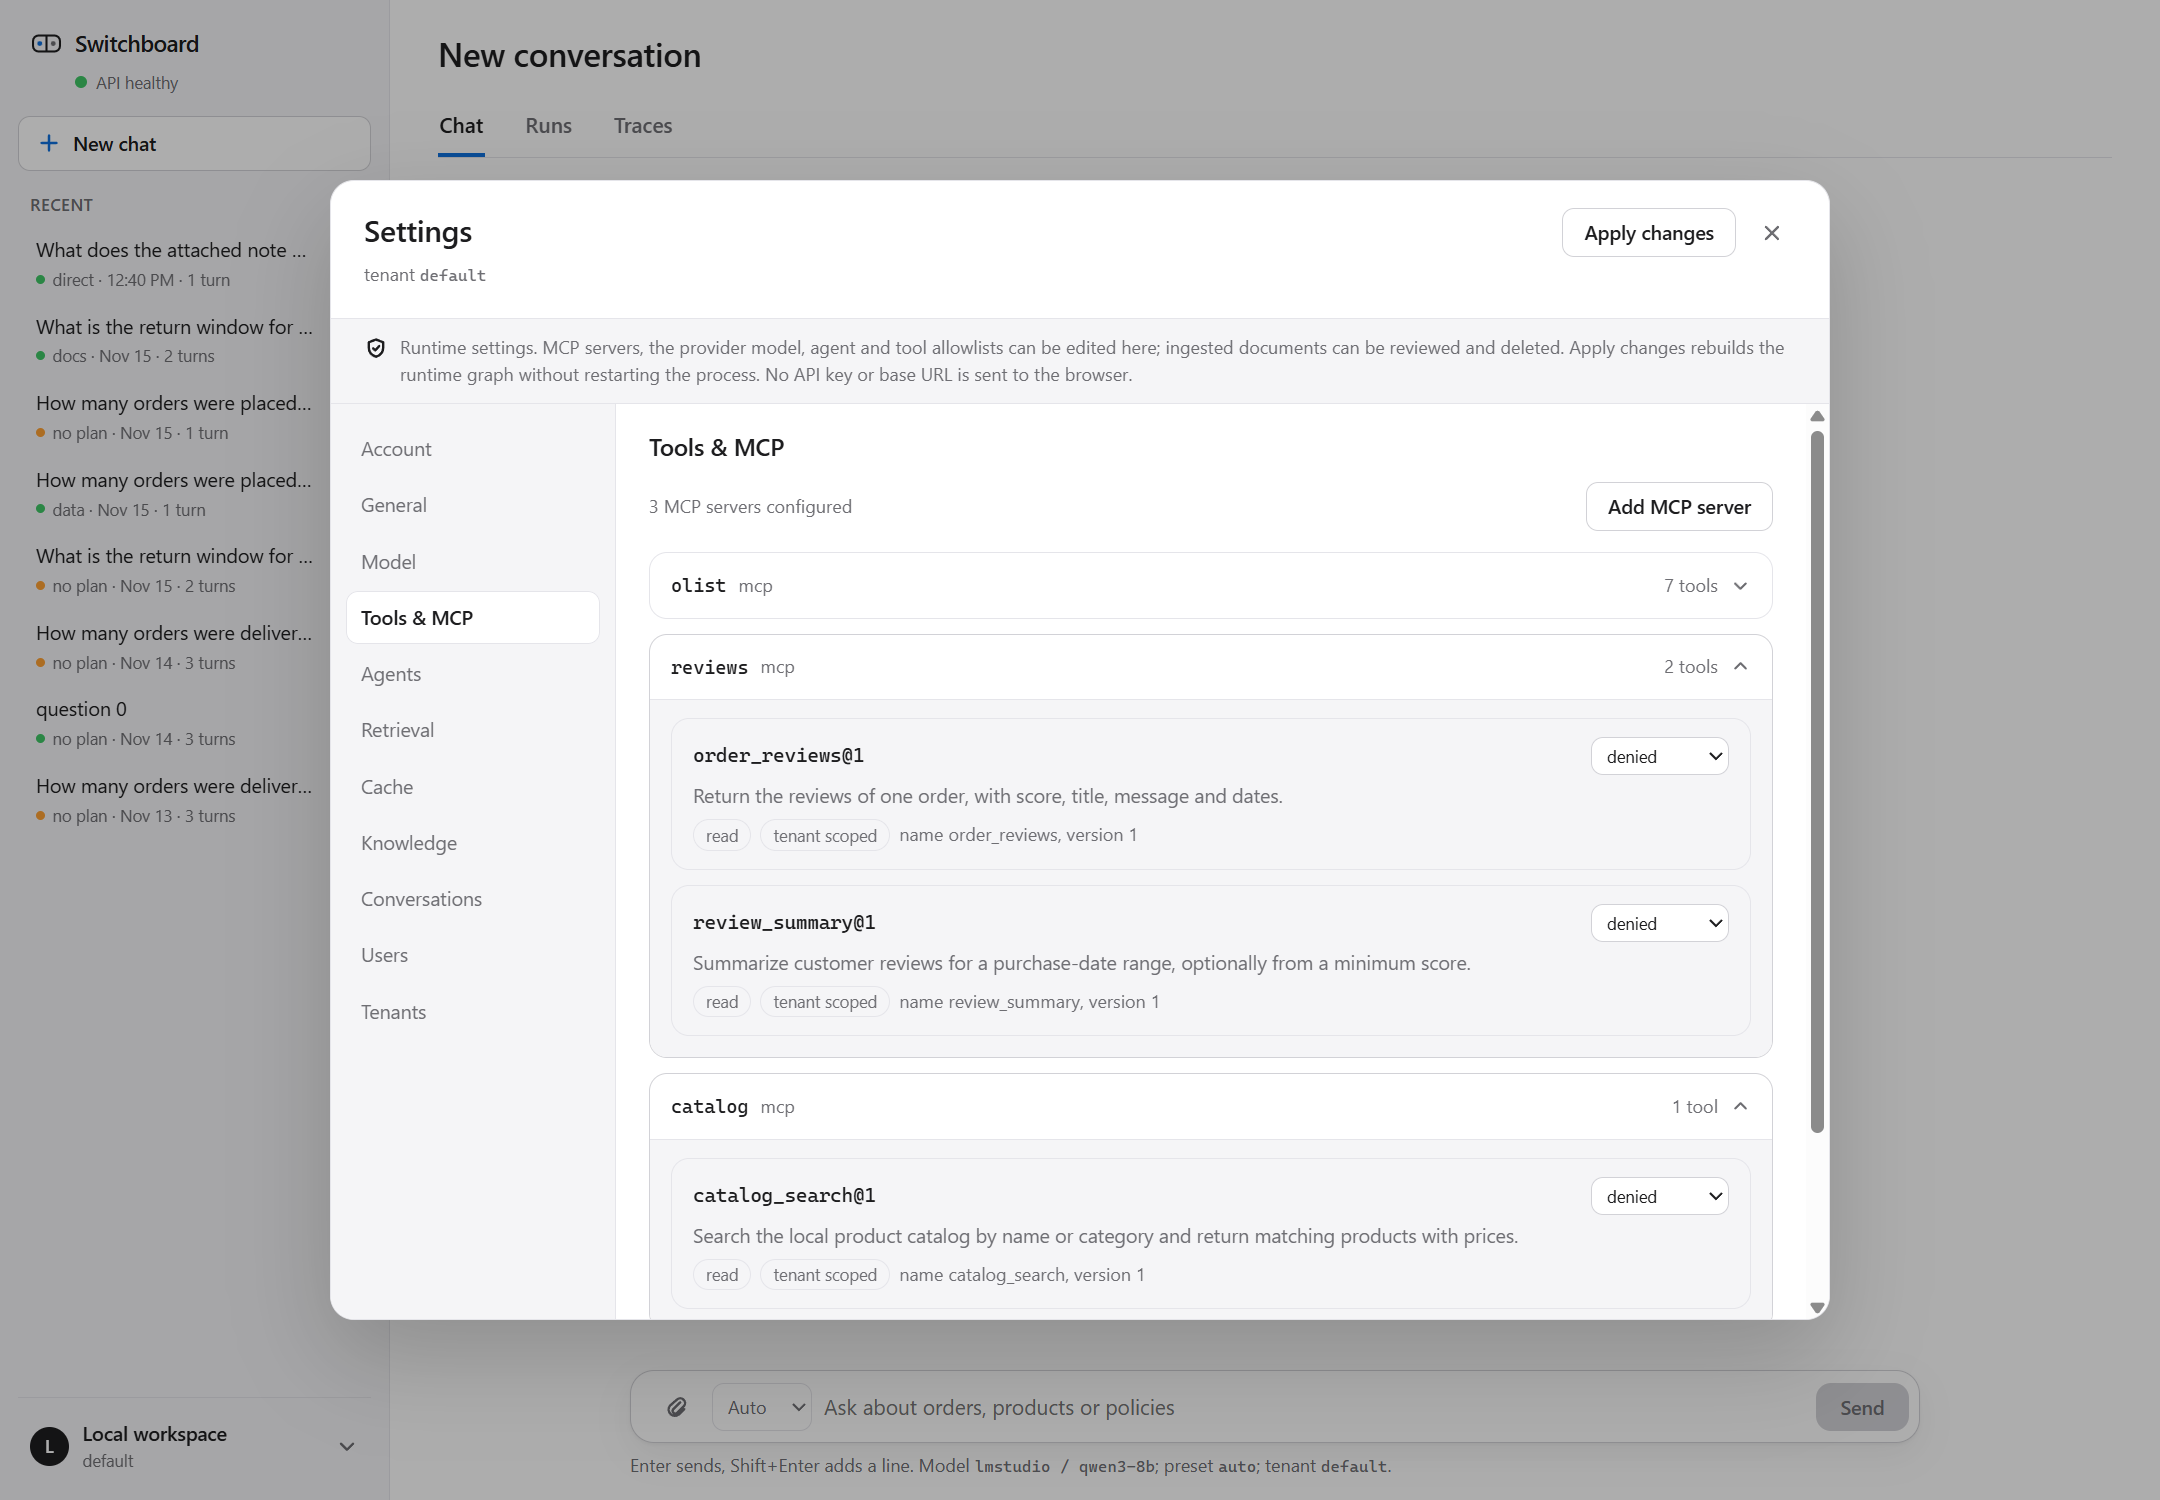 Switchboard
API healthy
New chat
RECENT
What does the attached note ...
direct · 12:40 PM · 1 turn
What is the return window for ...
docs · Nov 15 · 2 turns
How many orders were placed...
no plan · Nov 15 · 1 turn
How many orders were placed...
data · Nov 15 · 1 turn
What is the return window for ...
no plan · Nov 15 · 2 turns
How many orders were deliver...
no plan · Nov 14 · 3 turns
question 0
no plan · Nov 14 · 3 turns
How many orders were deliver...
no plan · Nov 13 · 3 turns
L
Local workspace
default
New conversation
Chat Runs Traces
Settings
tenant default
Apply changes
Runtime settings. MCP servers, the provider model, agent and tool allowlists can be edited here; ingested documents can be reviewed and deleted. Apply changes rebuilds the
runtime graph without restarting the process. No API key or base URL is sent to the browser.
Account
General
Model
Tools & MCP
Agents
Retrieval
Cache
Knowledge
Conversations
Users
Tenants
Tools & MCP
3 MCP servers configured
Add MCP server
olist mcp 7 tools
reviews mcp 2 tools
order_reviews@1 denied
Return the reviews of one order, with score, title, message and dates.
read tenant scoped name order_reviews, version 1
review_summary@1 denied
Summarize customer reviews for a purchase-date range, optionally from a minimum score.
read tenant scoped name review_summary, version 1
catalog mcp 1 tool
catalog_search@1 denied
Search the local product catalog by name or category and return matching products with prices.
read tenant scoped name catalog_search, version 1
Auto Ask about orders, products or policies Send
Enter sends, Shift+Enter adds a line. Model lmstudio / qwen3-8b; preset auto; tenant default.